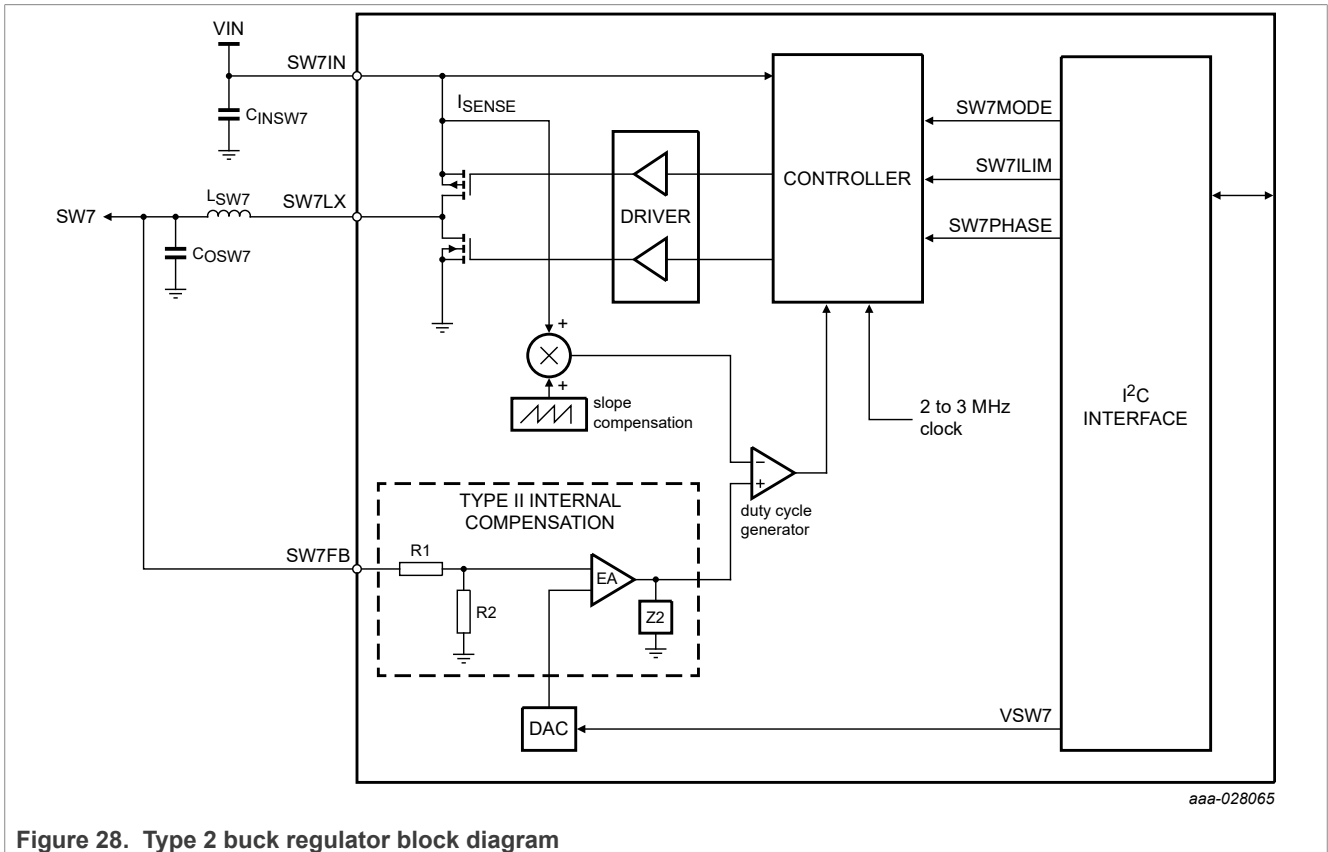 VIN
SW7IN
CINSW7
ISENSE
SW7LX
LSW7
SW7
COSW7
DRIVER
CONTROLLER
SW7MODE
SW7ILIM
SW7PHASE
I2C
INTERFACE
+
+
slope
compensation
2 to 3 MHz
clock
−
+
duty cycle
generator
TYPE II INTERNAL
COMPENSATION
SW7FB
R1
R2
EA
Z2
DAC
VSW7
aaa-028065
Figure 28. Type 2 buck regulator block diagram